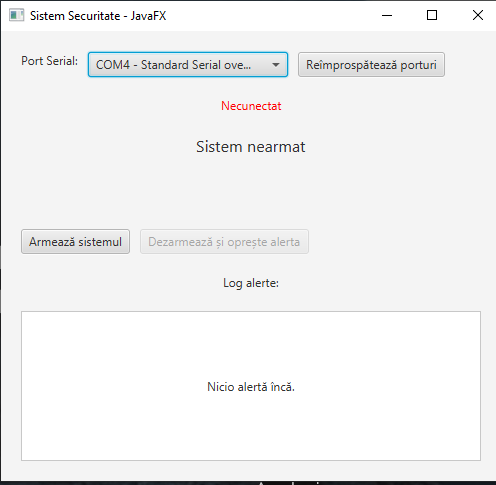 Sistem Securitate - JavaFX
Port Serial: COM4 - Standard Serial ove... Reîmprospătează porturi
Necunectat
Sistem nearmat
Armează sistemul Dezarmează și oprește alerta
Log alerte:
Nicio alertă încă.